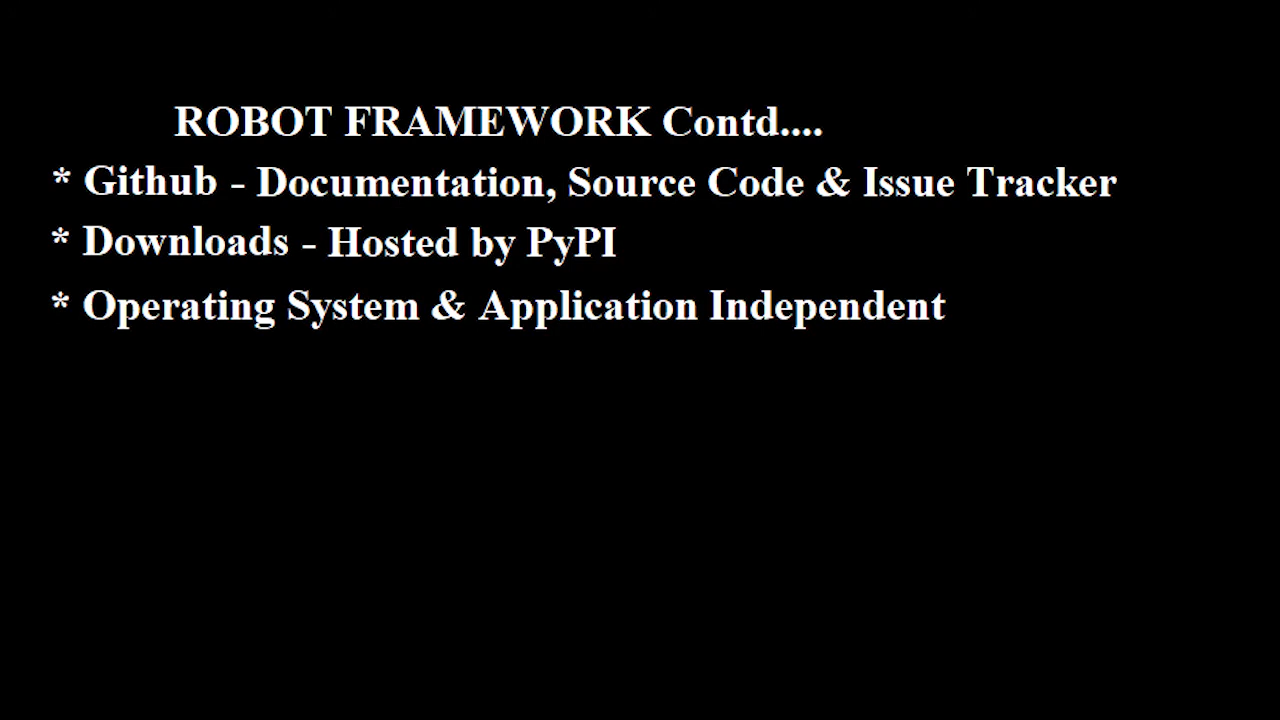 ROBOT FRAMEWORK Contd....
* Github - Documentation, Source Code & Issue Tracker
* Downloads - Hosted by PyPI
* Operating System & Application Independent